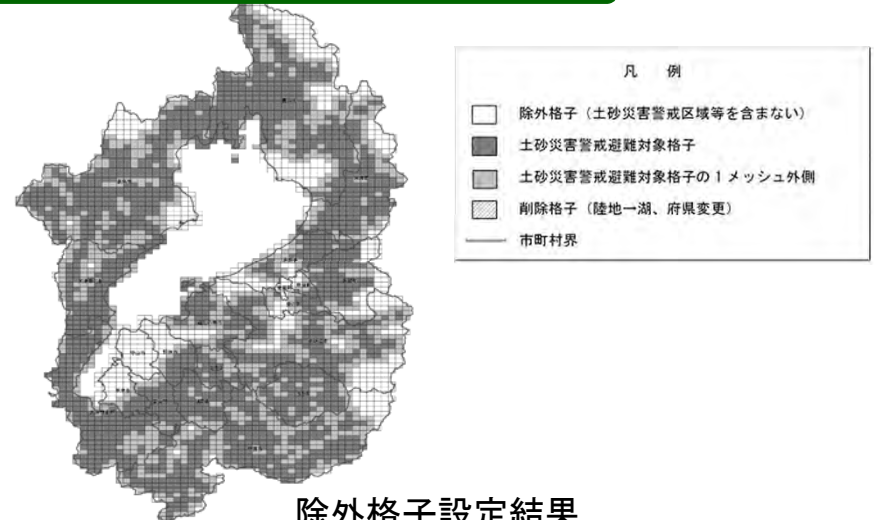 凡 例
除外格子（土砂災害警戒区域等を含まない）
土砂災害警戒避難対象格子
土砂災害警戒避難対象格子の１メッシュ外側
削除格子（陸地→湖、府県変更）
市町村界
除外格子設定結果